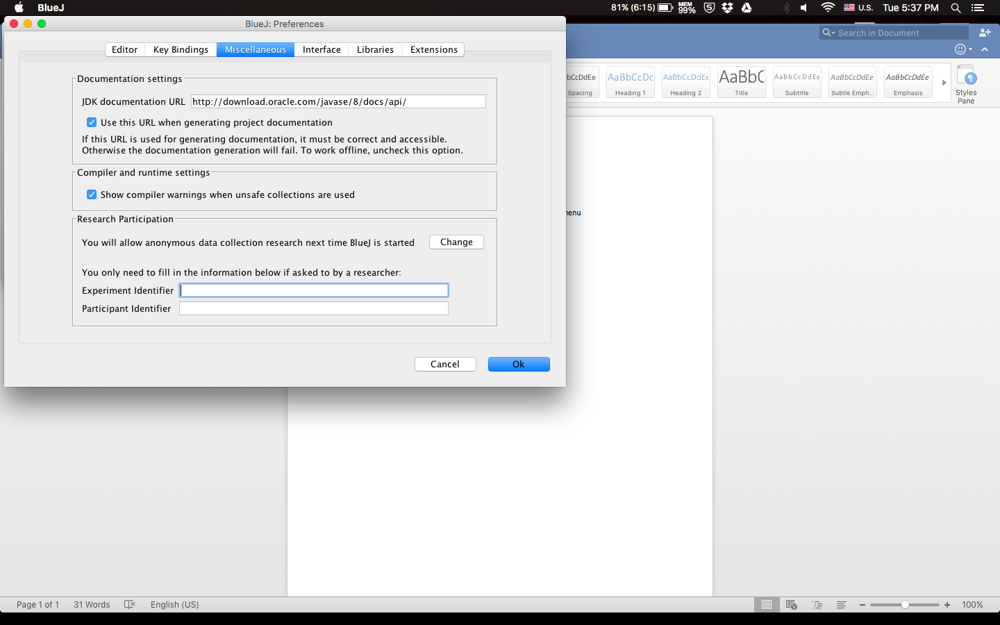 BlueJ
81% (6:15)
MEM
99%
U.S.
Tue 5:37 PM
BlueJ: Preferences
Search in Document
Editor
Key Bindings
Miscellaneous
Interface
Libraries
Extensions
Documentation settings
JDK documentation URL http://download.oracle.com/javase/8/docs/api/
Use this URL when generating project documentation
If this URL is used for generating documentation, it must be correct and accessible.
Otherwise the documentation generation will fail. To work offline, uncheck this option.
Compiler and runtime settings
Show compiler warnings when unsafe collections are used
Research Participation
You will allow anonymous data collection research next time BlueJ is started
Change
You only need to fill in the information below if asked to by a researcher:
Experiment Identifier
Participant Identifier
Cancel
Ok
bCcDdEe
Spacing
AaBbCcDc
Heading 1
AaBbCcDdEe
Heading 2
AaBbC
Title
AaBbCcDdEe
Subtitle
AaBbCcDdEe
Subtle Emph...
AaBbCcDdEe
Emphasis
Styles
Pane
Page 1 of 1
31 Words
English (US)
100%